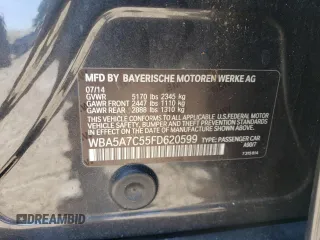 MFD BY BAYERISCHE MOTOREN WERKE AG
07/14
GVWR 5170 lbs 2345 kg
GAWR FRONT 2447 lbs 1110 kg
GAWR REAR 2888 lbs 1310 kg
THIS VEHICLE CONFORMS TO ALL APPLICABLE FEDERAL
MOTOR VEHICLE SAFETY, BUMPER, AND THEFT PREVENTION
STANDARDS IN EFFECT ON THE DATE OF MANUFACTURE
SHOWN ABOVE.
WBA5A7C55FD620599 TYPE: PASSENGER CAR
DREAMBID